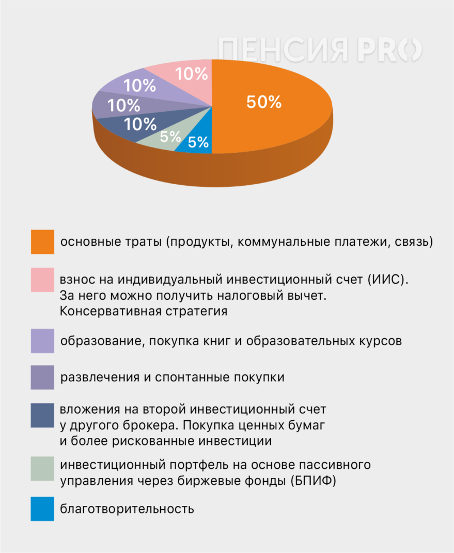 ПЕНСИЯ PRO
10%
10%
50%
10%
10%
5%
5%
основные траты (продукты, коммунальные платежи, связь)
взнос на индивидуальный инвестиционный счет (ИИС).
За него можно получить налоговый вычет.
Консервативная стратегия
образование, покупка книг и образовательных курсов
развлечения и спонтанные покупки
вложения на второй инвестиционный счет
у другого брокера. Покупка ценных бумаг
и более рискованные инвестиции
инвестиционный портфель на основе пассивного
управления через биржевые фонды (БПИФ)
благотворительность